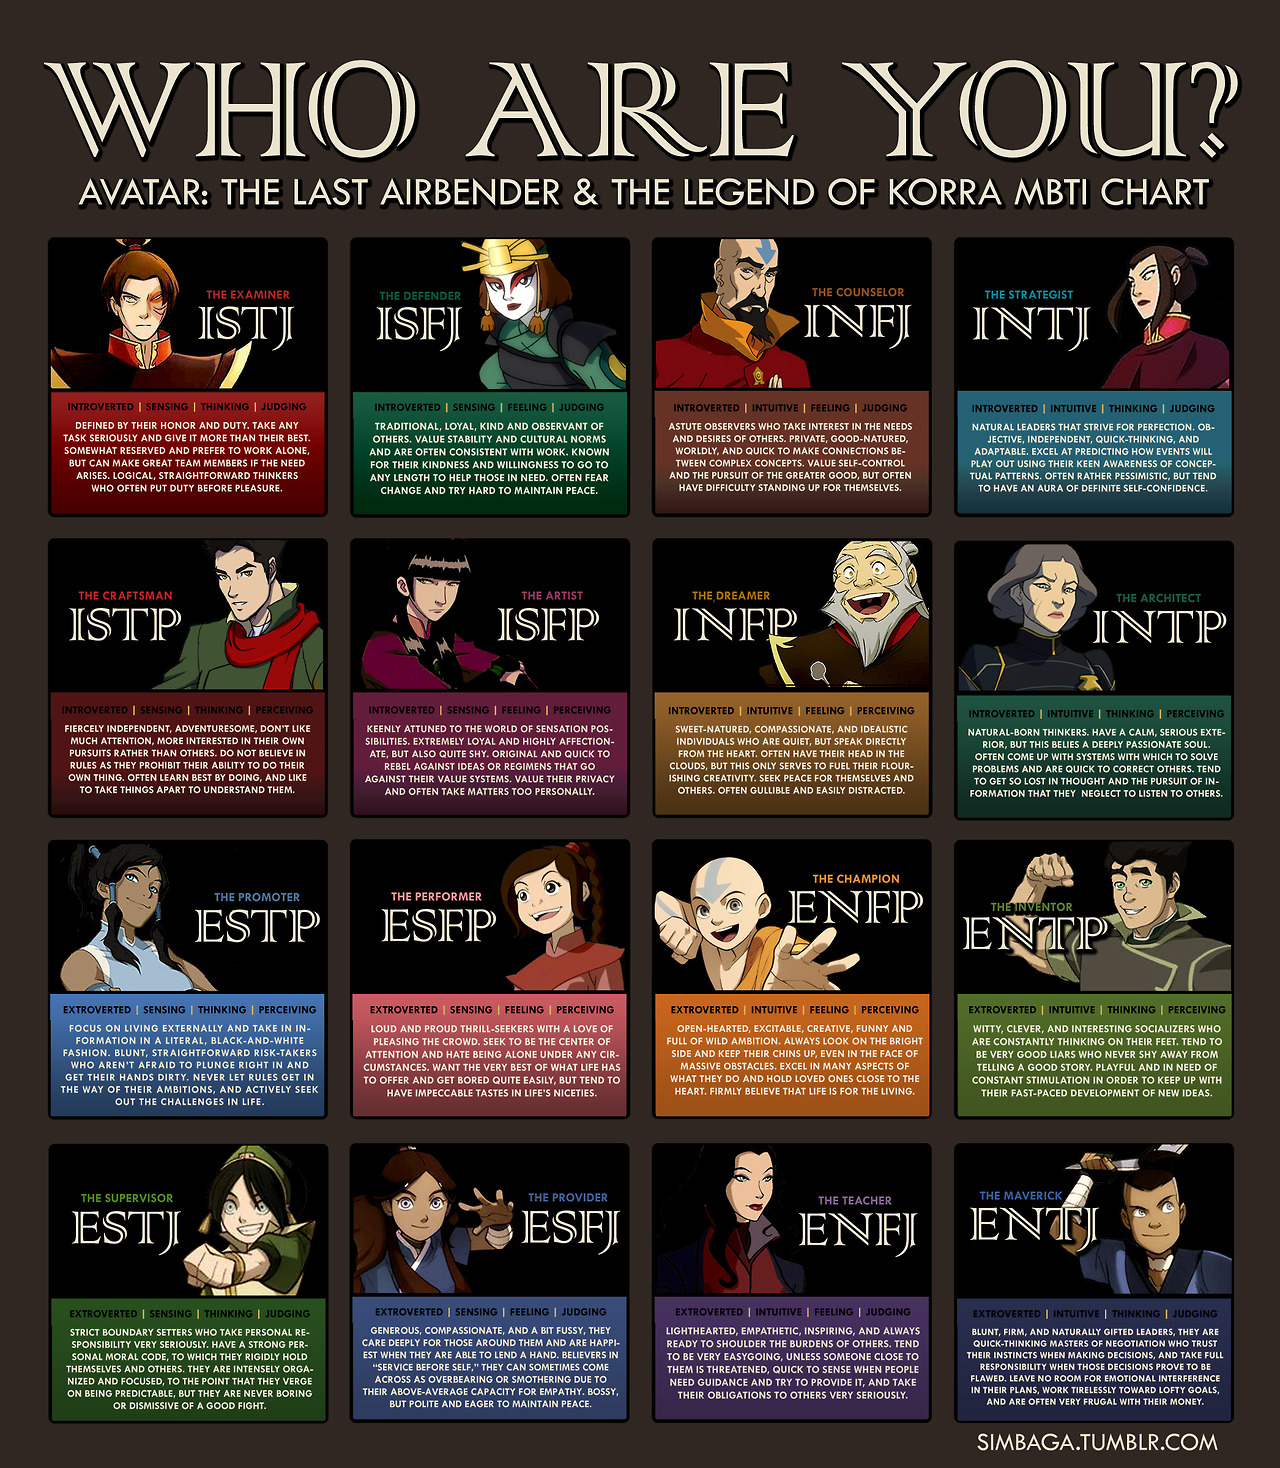 WHO ARE YOU?
AVATAR: THE LAST AIRBENDER & THE LEGEND OF KORRA MBTI CHART
THE EXAMINER
ISTJ
INTROVERTED | SENSING | THINKING | JUDGING
DEFINED BY THEIR HONOR AND DUTY. TAKE ANY
TASK SERIOUSLY AND GIVE IT MORE THAN THEIR BEST.
SOMEWHAT RESERVED AND PREFER TO WORK ALONE,
BUT CAN MAKE GREAT TEAM MEMBERS IF THE NEED
ARISES. LOGICAL, STRAIGHTFORWARD THINKERS
WHO OFTEN PUT DUTY BEFORE PLEASURE.
THE DEFENDER
ISFJ
INTROVERTED | SENSING | FEELING | JUDGING
TRADITIONAL, LOYAL, KIND AND OBSERVANT OF
OTHERS. VALUE STABILITY AND CULTURAL NORMS
AND ARE OFTEN CONSISTENT WITH WORK. KNOWN
FOR THEIR KINDNESS AND WILLINGNESS TO GO TO
ANY LENGTH TO HELP THOSE IN NEED. OFTEN FEAR
CHANGE AND TRY HARD TO MAINTAIN PEACE.
THE COUNSELOR
INFJ
INTROVERTED | INTUITIVE | FEELING | JUDGING
ASTUTE OBSERVERS WHO TAKE INTEREST IN THE NEEDS
AND DESIRES OF OTHERS. PRIVATE, GOOD-NATURED,
WORLDLY, AND QUICK TO MAKE CONNECTIONS BE-
TWEEN COMPLEX CONCEPTS. VALUE SELF-CONTROL
AND THE PURSUIT OF THE GREATER GOOD, BUT OFTEN
HAVE DIFFICULTY STANDING UP FOR THEMSELVES.
THE STRATEGIST
INTJ
INTROVERTED | INTUITIVE | THINKING | JUDGING
NATURAL LEADERS THAT STRIVE FOR PERFECTION. OB-
JECTIVE, INDEPENDENT, QUICK-THINKING, AND
ADAPTABLE. EXCEL AT PREDICTING HOW EVENTS WILL
PLAY OUT USING THEIR KEEN AWARENESS OF CONCEP-
TUAL PATTERNS. OFTEN RATHER PESSIMISTIC, BUT TEND
TO HAVE AN AURA OF DEFINITE SELF-CONFIDENCE.
THE CRAFTSMAN
ISTP
INTROVERTED | SENSING | THINKING | PERCEIVING
FIERCELY INDEPENDENT, ADVENTURESOME, DON'T LIKE
MUCH ATTENTION, MORE INTERESTED IN THEIR OWN
PURSUITS RATHER THAN OTHERS. DO NOT BELIEVE IN
RULES AS THEY PROHIBIT THEIR ABILITY TO DO THEIR
OWN THING. OFTEN LEARN BEST BY DOING, AND LIKE
TO TAKE THINGS APART TO UNDERSTAND THEM.
THE ARTIST
ISFP
INTROVERTED | SENSING | FEELING | PERCEIVING
KEENLY ATTUNED TO THE WORLD OF SENSATION POS-
SIBILITIES. EXTREMELY LOYAL AND HIGHLY AFFECTION-
ATE, BUT ALSO QUITE SHY. ORIGINAL AND QUICK TO
REBEL AGAINST IDEAS OR REGIMENS THAT GO
AGAINST THEIR VALUE SYSTEMS. VALUE THEIR PRIVACY
AND OFTEN TAKE MATTERS TOO PERSONALLY.
THE DREAMER
INFP
INTROVERTED | INTUITIVE | FEELING | PERCEIVING
SWEET-NATURED, COMPASSIONATE, AND IDEALISTIC
INDIVIDUALS WHO ARE QUIET, BUT SPEAK DIRECTLY
FROM THE HEART. OFTEN HAVE THEIR HEAD IN THE
CLOUDS, BUT THIS ONLY SERVES TO FUEL THEIR FLOUR-
ISHING CREATIVITY. SEEK PEACE FOR THEMSELVES AND
OTHERS. OFTEN GULLIBLE AND EASILY DISTRACTED.
THE ARCHITECT
INTP
INTROVERTED | INTUITIVE | THINKING | PERCEIVING
NATURAL-BORN THINKERS. HAVE A CALM, SERIOUS EXTE-
RIOR, BUT THIS BELIES A DEEPLY PASSIONATE SOUL.
OFTEN COME UP WITH SYSTEMS WITH WHICH TO SOLVE
PROBLEMS AND ARE QUICK TO CORRECT OTHERS. TEND
TO GET SO LOST IN THOUGHT AND THE PURSUIT OF IN-
FORMATION THAT THEY NEGLECT TO LISTEN TO OTHERS.
THE PROMOTER
ESTP
EXTROVERTED | SENSING | THINKING | PERCEIVING
FOCUS ON LIVING EXTERNALLY AND TAKE IN IN-
FORMATION IN A LITERAL, BLACK-AND-WHITE
FASHION. BLUNT, STRAIGHTFORWARD RISK-TAKERS
WHO AREN'T AFRAID TO PLUNGE RIGHT IN AND
GET THEIR HANDS DIRTY. NEVER LET RULES GET IN
THE WAY OF THEIR AMBITIONS, AND ACTIVELY SEEK
OUT THE CHALLENGES IN LIFE.
THE PERFORMER
ESFP
EXTROVERTED | SENSING | FEELING | PERCEIVING
LOUD AND PROUD THRILL-SEEKERS WITH A LOVE OF
PLEASING THE CROWD. SEEK TO BE THE CENTER OF
ATTENTION AND HATE BEING ALONE UNDER ANY CIR-
CUMSTANCES. WANT THE VERY BEST OF WHAT LIFE HAS
TO OFFER AND GET BORED QUITE EASILY, BUT TEND TO
HAVE IMPECCABLE TASTES IN LIFE'S NICETIES.
THE CHAMPION
ENFP
EXTROVERTED | INTUITIVE | FEELING | PERCEIVING
OPEN-HEARTED, EXCITABLE, CREATIVE, FUNNY AND
FULL OF WILD AMBITION. ALWAYS LOOK ON THE BRIGHT
SIDE AND KEEP THEIR CHINS UP, EVEN IN THE FACE OF
MASSIVE OBSTACLES. EXCEL IN MANY ASPECTS OF
WHAT THEY DO AND HOLD LOVED ONES CLOSE TO THE
HEART. FIRMLY BELIEVE THAT LIFE IS FOR THE LIVING.
THE INVENTOR
ENTP
EXTROVERTED | INTUITIVE | THINKING | PERCEIVING
WITTY, CLEVER, AND INTERESTING SOCIALIZERS WHO
ARE CONSTANTLY THINKING ON THEIR FEET. TEND TO
BE VERY GOOD LIARS WHO NEVER SHY AWAY FROM
TELLING A GOOD STORY. PLAYFUL AND IN NEED OF
CONSTANT STIMULATION IN ORDER TO KEEP UP WITH
THEIR FAST-PACED DEVELOPMENT OF NEW IDEAS.
THE SUPERVISOR
ESTJ
EXTROVERTED | SENSING | THINKING | JUDGING
STRICT BOUNDARY SETTERS WHO TAKE PERSONAL RE-
SPONSIBILITY VERY SERIOUSLY. HAVE A STRONG PER-
SONAL MORAL CODE, TO WHICH THEY RIGIDLY HOLD
THEMSELVES AND OTHERS. THEY ARE INTENSELY ORGA-
NIZED AND FOCUSED, TO THE POINT THAT THEY VERGE
ON BEING PREDICTABLE, BUT THEY ARE NEVER BORING
OR DISMISSIVE OF A GOOD FIGHT.
THE PROVIDER
ESFJ
EXTROVERTED | SENSING | FEELING | JUDGING
GENEROUS, COMPASSIONATE, AND A BIT FUSSY, THEY
CARE DEEPLY FOR THOSE AROUND THEM AND ARE HAPPI-
EST WHEN THEY ARE ABLE TO LEND A HAND. BELIEVERS IN
"SERVICE BEFORE SELF," THEY CAN SOMETIMES COME
ACROSS AS OVERBEARING OR SMOTHERING DUE TO
THEIR ABOVE-AVERAGE CAPACITY FOR EMPATHY. BOSSY,
BUT POLITE AND EAGER TO MAINTAIN PEACE.
THE TEACHER
ENFJ
EXTROVERTED | INTUITIVE | FEELING | JUDGING
LIGHTHEARTED, EMPATHETIC, INSPIRING, AND ALWAYS
READY TO SHOULDER THE BURDENS OF OTHERS. TEND
TO BE VERY EASYGOING, UNLESS SOMEONE CLOSE TO
THEM IS THREATENED, QUICK TO SENSE WHEN PEOPLE
NEED GUIDANCE AND TRY TO PROVIDE IT, AND TAKE
THEIR OBLIGATIONS TO OTHERS VERY SERIOUSLY.
THE MAVERICK
ENTJ
EXTROVERTED | INTUITIVE | THINKING | JUDGING
BLUNT, FIRM, AND NATURALLY GIFTED LEADERS, THEY ARE
QUICK-THINKING MASTERS OF NEGOTIATION WHO TRUST
THEIR INSTINCTS WHEN MAKING DECISIONS, AND TAKE FULL
RESPONSIBILITY WHEN THOSE DECISIONS PROVE TO BE
FLAWED. LEAVE NO ROOM FOR EMOTIONAL INTERFERENCE
IN THEIR PLANS, WORK TIRELESSLY TOWARD LOFTY GOALS,
AND ARE OFTEN VERY FRUGAL WITH THEIR MONEY.
SIMBAGA.TUMBLR.COM